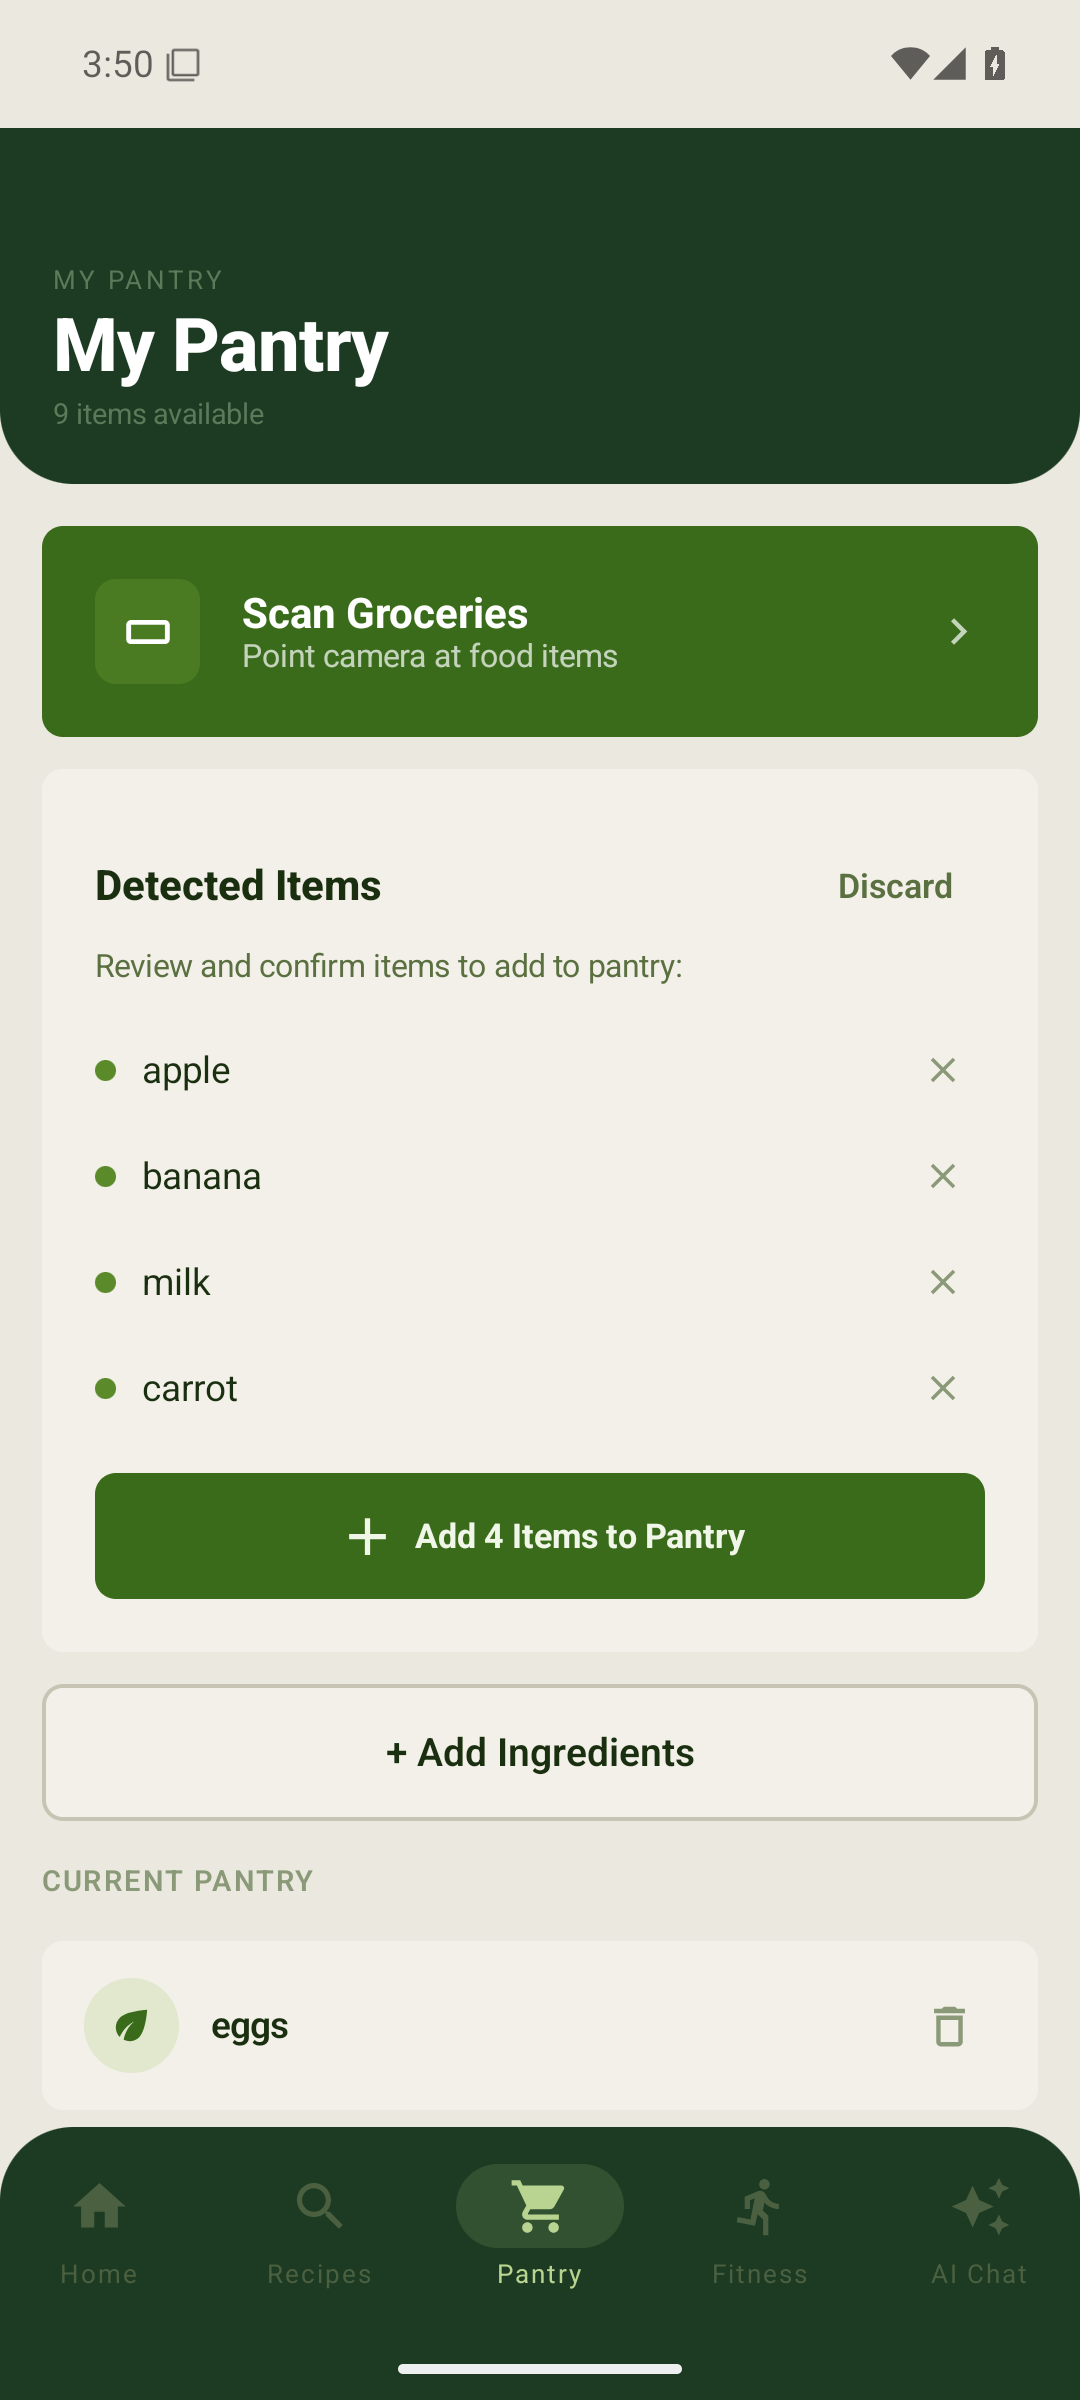 3:50
MY PANTRY
My Pantry
9 items available
Scan Groceries
Point camera at food items
Detected Items
Discard
Review and confirm items to add to pantry:
apple
banana
milk
carrot
Add 4 Items to Pantry
+ Add Ingredients
CURRENT PANTRY
eggs
Home
Recipes
Pantry
Fitness
AI Chat